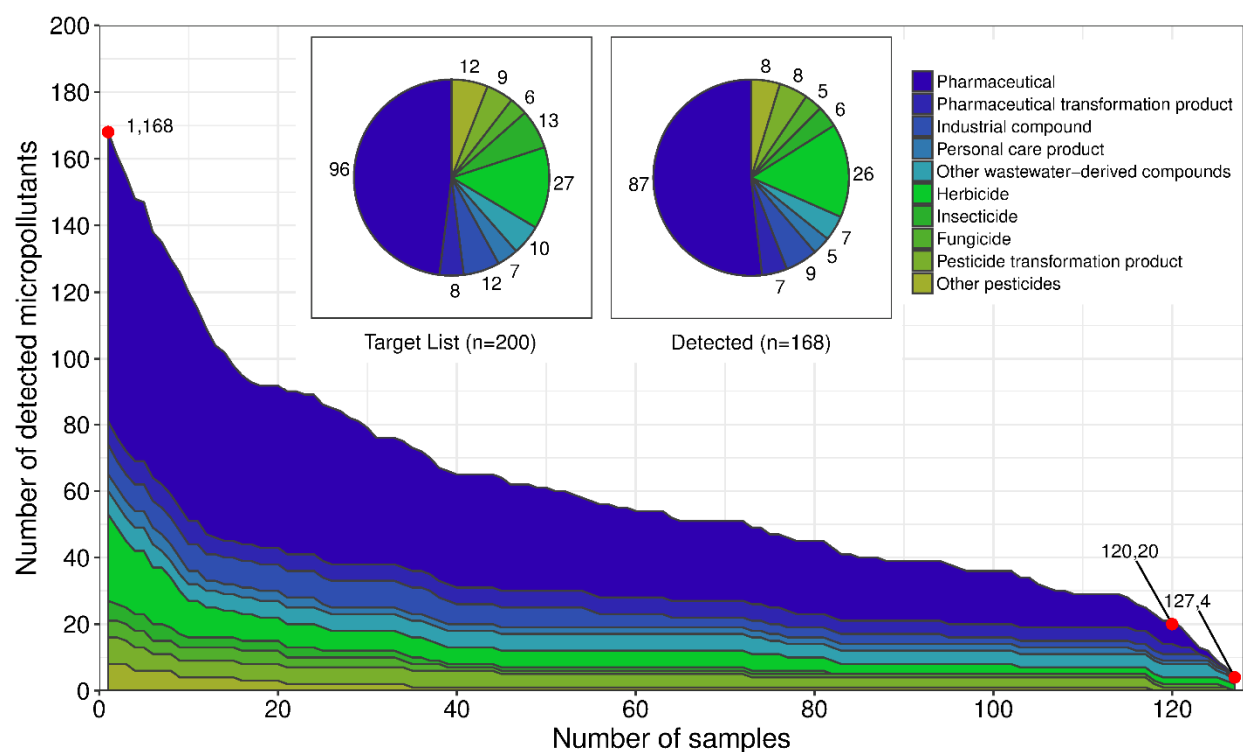 200
180
160
140
120
100
80
60
40
20
0
Number of detected micropollutants
0
20
40
60
80
100
120
Number of samples
1,168
120,20
127,4
12
9
6
13
27
10
7
12
8
96
Target List (n=200)
8
8
5
6
26
7
5
9
7
87
Detected (n=168)
Pharmaceutical
Pharmaceutical transformation product
Industrial compound
Personal care product
Other wastewater−derived compounds
Herbicide
Insecticide
Fungicide
Pesticide transformation product
Other pesticides